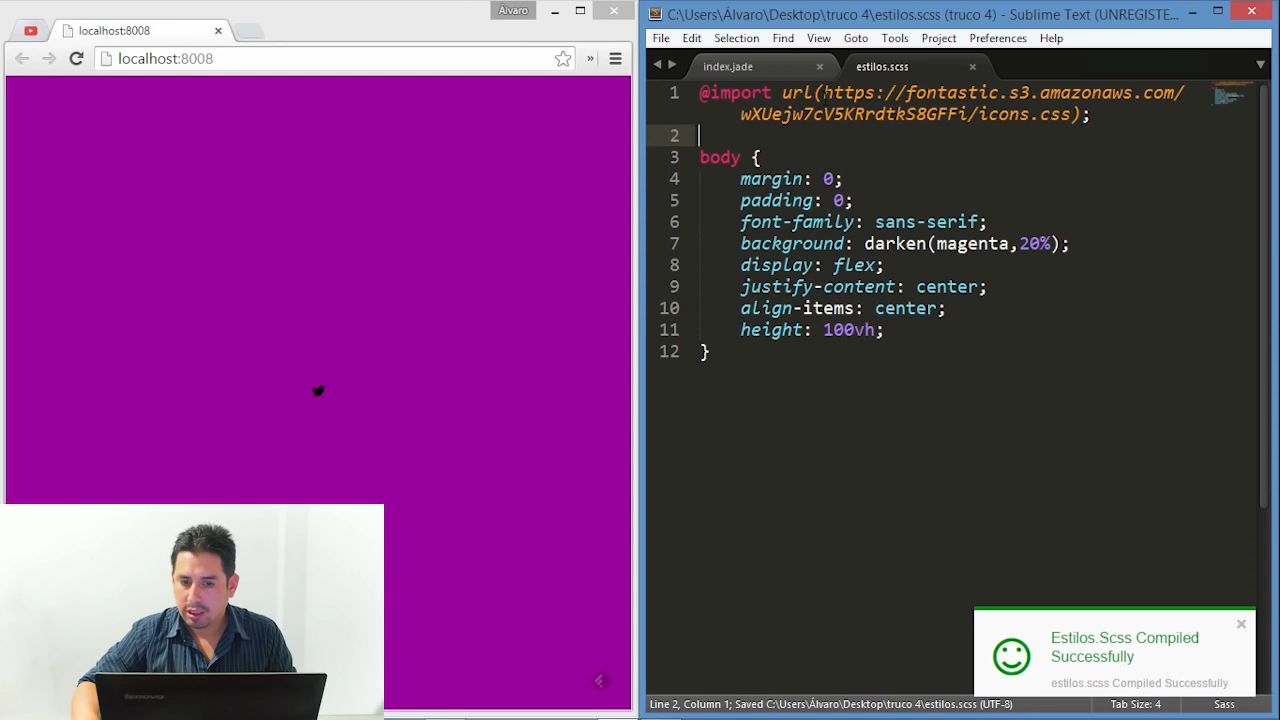 Álvaro
localhost:8008
localhost:8008
»
C:\Users\Álvaro\Desktop\truco 4\estilos.scss (truco 4) - Sublime Text (UNREGISTE...
File Edit Selection Find View Goto Tools Project Preferences Help
index.jade
estilos.scss
1 @import url(https://fontastic.s3.amazonaws.com/
wXUejw7cV5KRrdtkS8GFFi/icons.css);
2
3 body {
4 margin: 0;
5 padding: 0;
6 font-family: sans-serif;
7 background: darken(magenta,20%);
8 display: flex;
9 justify-content: center;
10 align-items: center;
11 height: 100vh;
12 }
Estilos.Scss Compiled
Successfully
estilos.scss Compiled Successfully
Line 2, Column 1; Saved C:\Users\Álvaro\Desktop\truco 4\estilos.scss (UTF-8)
Tab Size: 4
Sass